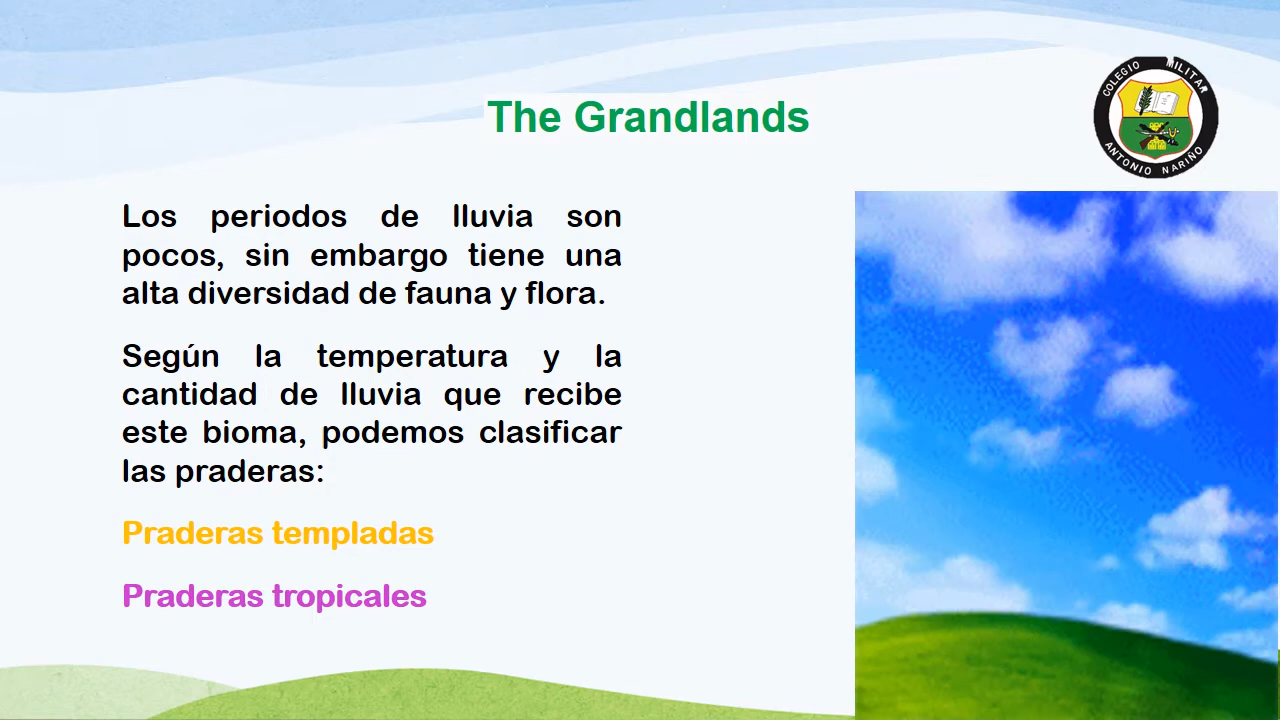 The Grandlands
COLEGIO MILITAR
ANTONIO NARIÑO
Los periodos de lluvia son
pocos, sin embargo tiene una
alta diversidad de fauna y flora.
Según la temperatura y la
cantidad de lluvia que recibe
este bioma, podemos clasificar
las praderas:
Praderas templadas
Praderas tropicales